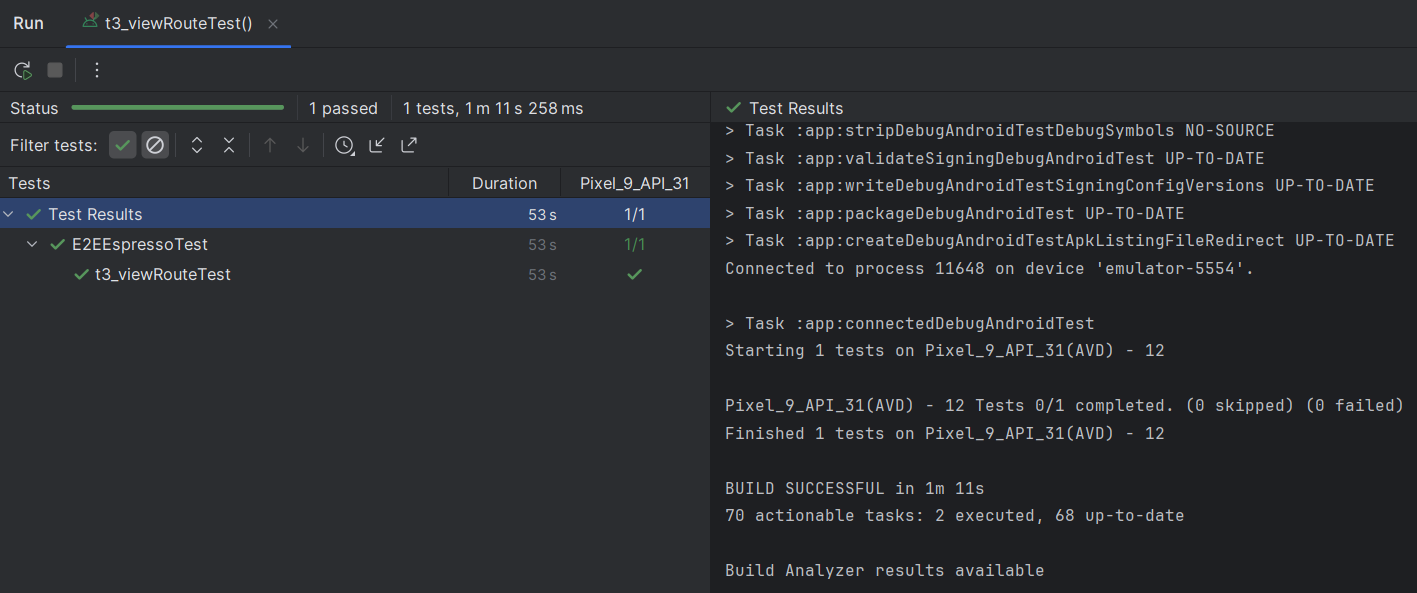 Run t3_viewRouteTest()
Status 1 passed 1 tests, 1 m 11 s 258 ms
Filter tests:
Tests Duration Pixel_9_API_31
Test Results 53 s 1/1
E2EEspressoTest 53 s 1/1
t3_viewRouteTest 53 s
Test Results
> Task :app:stripDebugAndroidTestDebugSymbols NO-SOURCE
> Task :app:validateSigningDebugAndroidTest UP-TO-DATE
> Task :app:writeDebugAndroidTestSigningConfigVersions UP-TO-DATE
> Task :app:packageDebugAndroidTest UP-TO-DATE
> Task :app:createDebugAndroidTestApkListingFileRedirect UP-TO-DATE
Connected to process 11648 on device 'emulator-5554'.
> Task :app:connectedDebugAndroidTest
Starting 1 tests on Pixel_9_API_31(AVD) - 12
Pixel_9_API_31(AVD) - 12 Tests 0/1 completed. (0 skipped) (0 failed)
Finished 1 tests on Pixel_9_API_31(AVD) - 12
BUILD SUCCESSFUL in 1m 11s
70 actionable tasks: 2 executed, 68 up-to-date
Build Analyzer results available